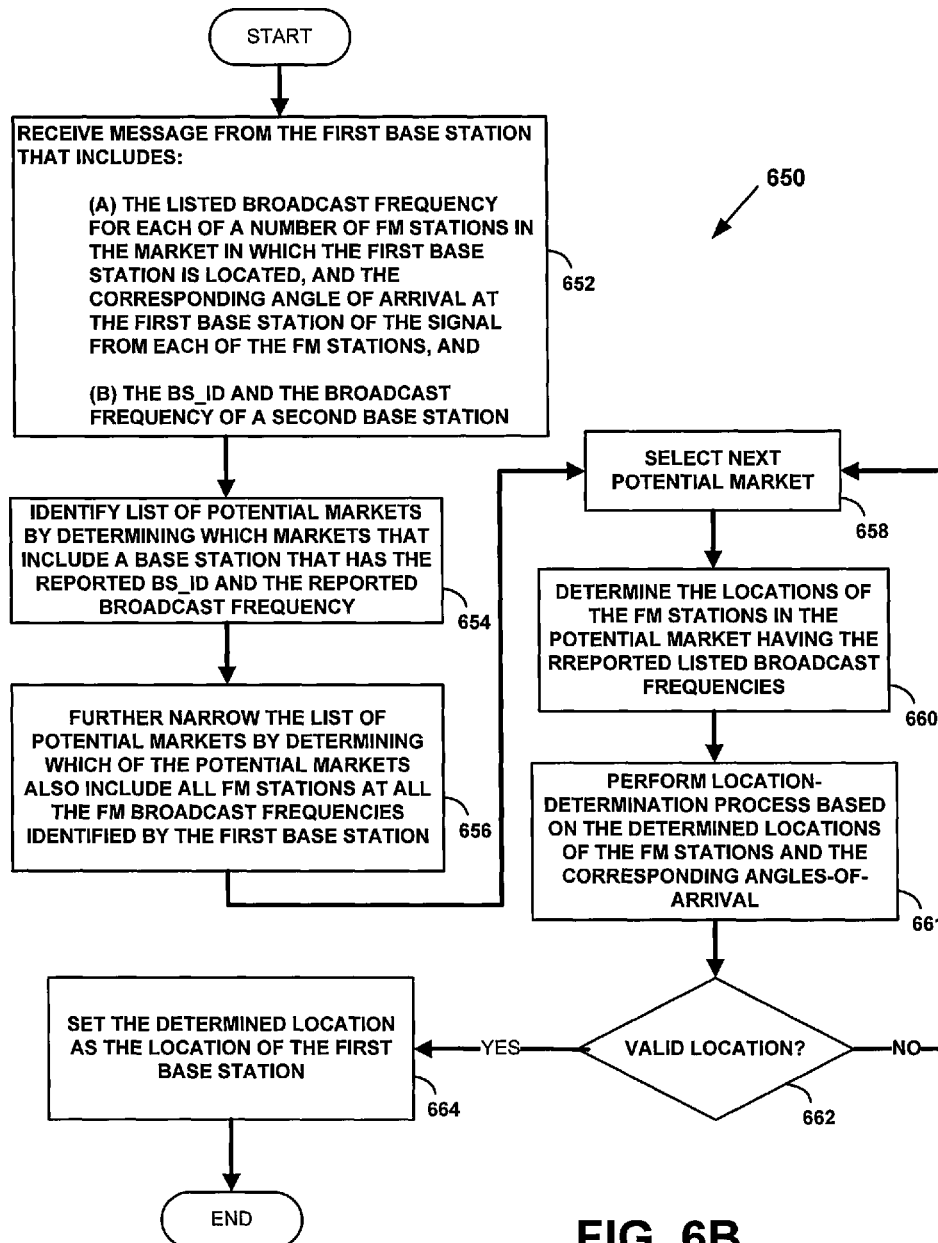 START
RECEIVE MESSAGE FROM THE FIRST BASE STATION
THAT INCLUDES:
(A) THE LISTED BROADCAST FREQUENCY
FOR EACH OF A NUMBER OF FM STATIONS IN
THE MARKET IN WHICH THE FIRST BASE
STATION IS LOCATED, AND THE
CORRESPONDING ANGLE OF ARRIVAL AT
THE FIRST BASE STATION OF THE SIGNAL
FROM EACH OF THE FM STATIONS, AND
(B) THE BS_ID AND THE BROADCAST
FREQUENCY OF A SECOND BASE STATION
652
650
IDENTIFY LIST OF POTENTIAL MARKETS
BY DETERMINING WHICH MARKETS THAT
INCLUDE A BASE STATION THAT HAS THE
REPORTED BS_ID AND THE REPORTED
BROADCAST FREQUENCY
654
FURTHER NARROW THE LIST OF
POTENTIAL MARKETS BY DETERMINING
WHICH OF THE POTENTIAL MARKETS
ALSO INCLUDE ALL FM STATIONS AT ALL
THE FM BROADCAST FREQUENCIES
IDENTIFIED BY THE FIRST BASE STATION
656
SELECT NEXT
POTENTIAL MARKET
658
DETERMINE THE LOCATIONS OF
THE FM STATIONS IN THE
POTENTIAL MARKET HAVING THE
RREPORTED LISTED BROADCAST
FREQUENCIES
660
PERFORM LOCATION-
DETERMINATION PROCESS BASED
ON THE DETERMINED LOCATIONS
OF THE FM STATIONS AND THE
CORRESPONDING ANGLES-OF-
ARRIVAL
661
VALID LOCATION?
662
YES
NO
SET THE DETERMINED LOCATION
AS THE LOCATION OF THE FIRST
BASE STATION
664
END
FIG. 6B